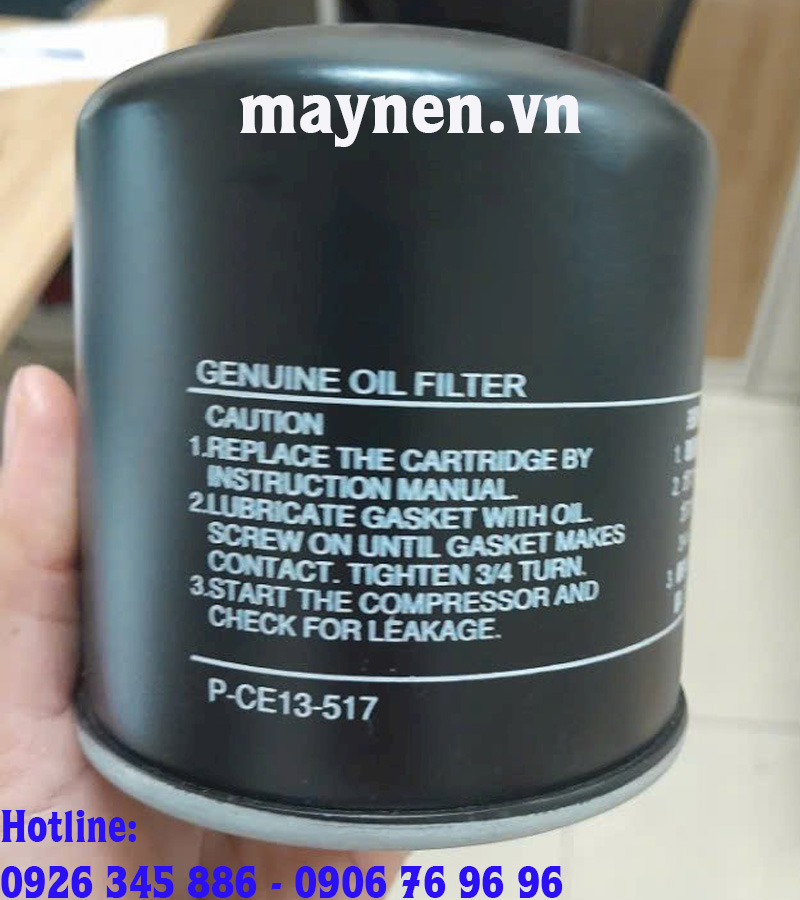 maynen.vn
GENUINE OIL FILTER
CAUTION
1.REPLACE THE CARTRIDGE BY
INSTRUCTION MANUAL.
2.LUBRICATE GASKET WITH OIL.
SCREW ON UNTIL GASKET MAKES
CONTACT. TIGHTEN 3/4 TURN.
3.START THE COMPRESSOR AND
CHECK FOR LEAKAGE.
P-CE13-517
Hotline:
0926 345 886 - 0906 76 96 96